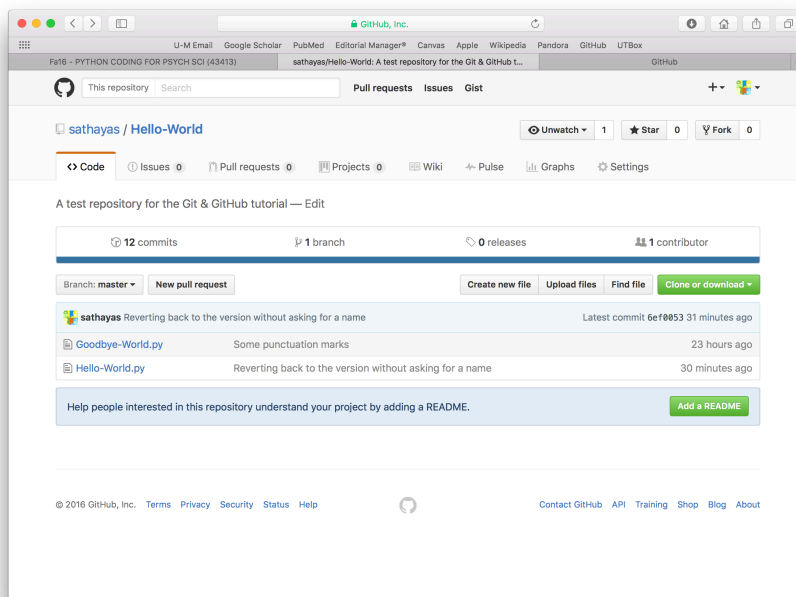 GitHub, Inc.
U-M Email Google Scholar PubMed Editorial Manager® Canvas Apple Wikipedia Pandora GitHub UTBox
Fa16 - PYTHON CODING FOR PSYCH SCI (43413) sathayas/Hello-World: A test repository for the Git & GitHub t... GitHub
This repository Search Pull requests Issues Gist
sathayas / Hello-World Unwatch 1 Star 0 Fork 0
Code Issues 0 Pull requests 0 Projects 0 Wiki Pulse Graphs Settings
A test repository for the Git & GitHub tutorial — Edit
12 commits 1 branch 0 releases 1 contributor
Branch: master New pull request Create new file Upload files Find file Clone or download
sathayas Reverting back to the version without asking for a name Latest commit 6ef0053 31 minutes ago
Goodbye-World.py Some punctuation marks 23 hours ago
Hello-World.py Reverting back to the version without asking for a name 30 minutes ago
Help people interested in this repository understand your project by adding a README. Add a README
© 2016 GitHub, Inc. Terms Privacy Security Status Help Contact GitHub API Training Shop Blog About